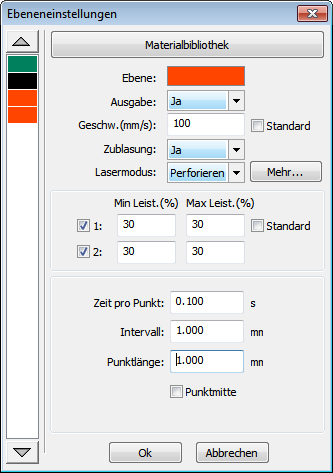 Ebeneneinstellungen
Materialbibliothek
Ebene:
Ausgabe: Ja
Geschw.(mm/s): 100 Standard
Zublasung: Ja
Lasermodus: Perforieren Mehr...
Min Leist.(%) Max Leist.(%)
1: 30 30 Standard
2: 30 30
Zeit pro Punkt: 0.100 s
Intervall: 1.000 mn
Punktlänge: 1.000 mn
Punktmitte
Ok Abbrechen